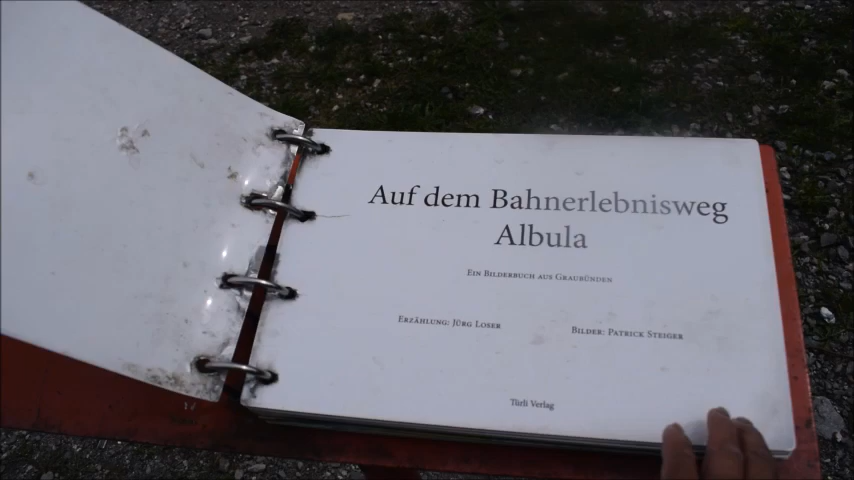 Auf dem Bahnerlebnisweg
Albula
Ein Bilderbuch aus Graubünden
Erzählung: Jürg Loser
Bilder: Patrick Steiger
Türli Verlag